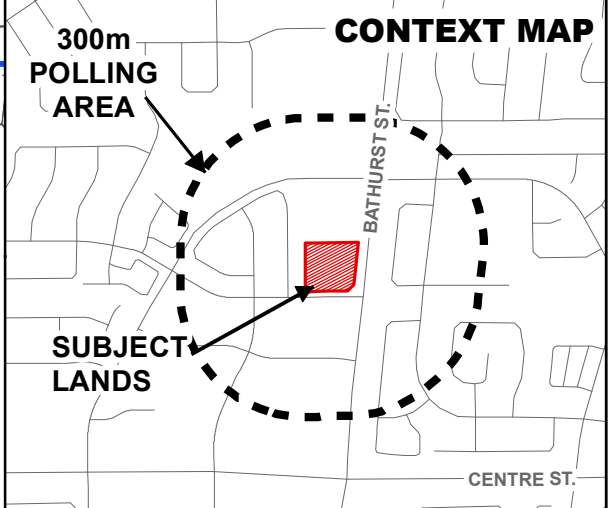 CONTEXT MAP
300m
POLLING
AREA
BATHURST ST.
SUBJECT
LANDS
CENTRE ST.